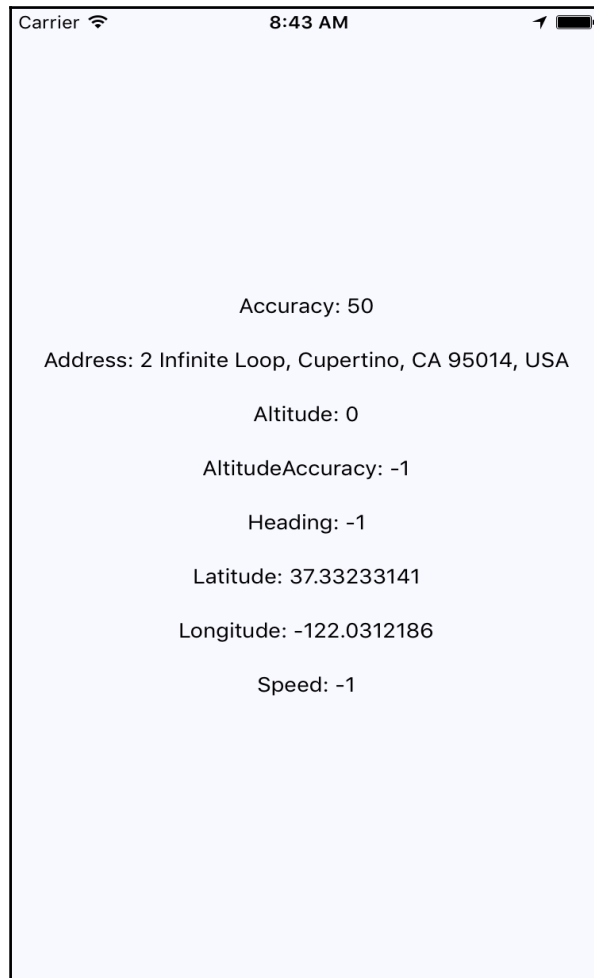 Carrier 8:43 AM
Accuracy: 50
Address: 2 Infinite Loop, Cupertino, CA 95014, USA
Altitude: 0
AltitudeAccuracy: -1
Heading: -1
Latitude: 37.33233141
Longitude: -122.0312186
Speed: -1